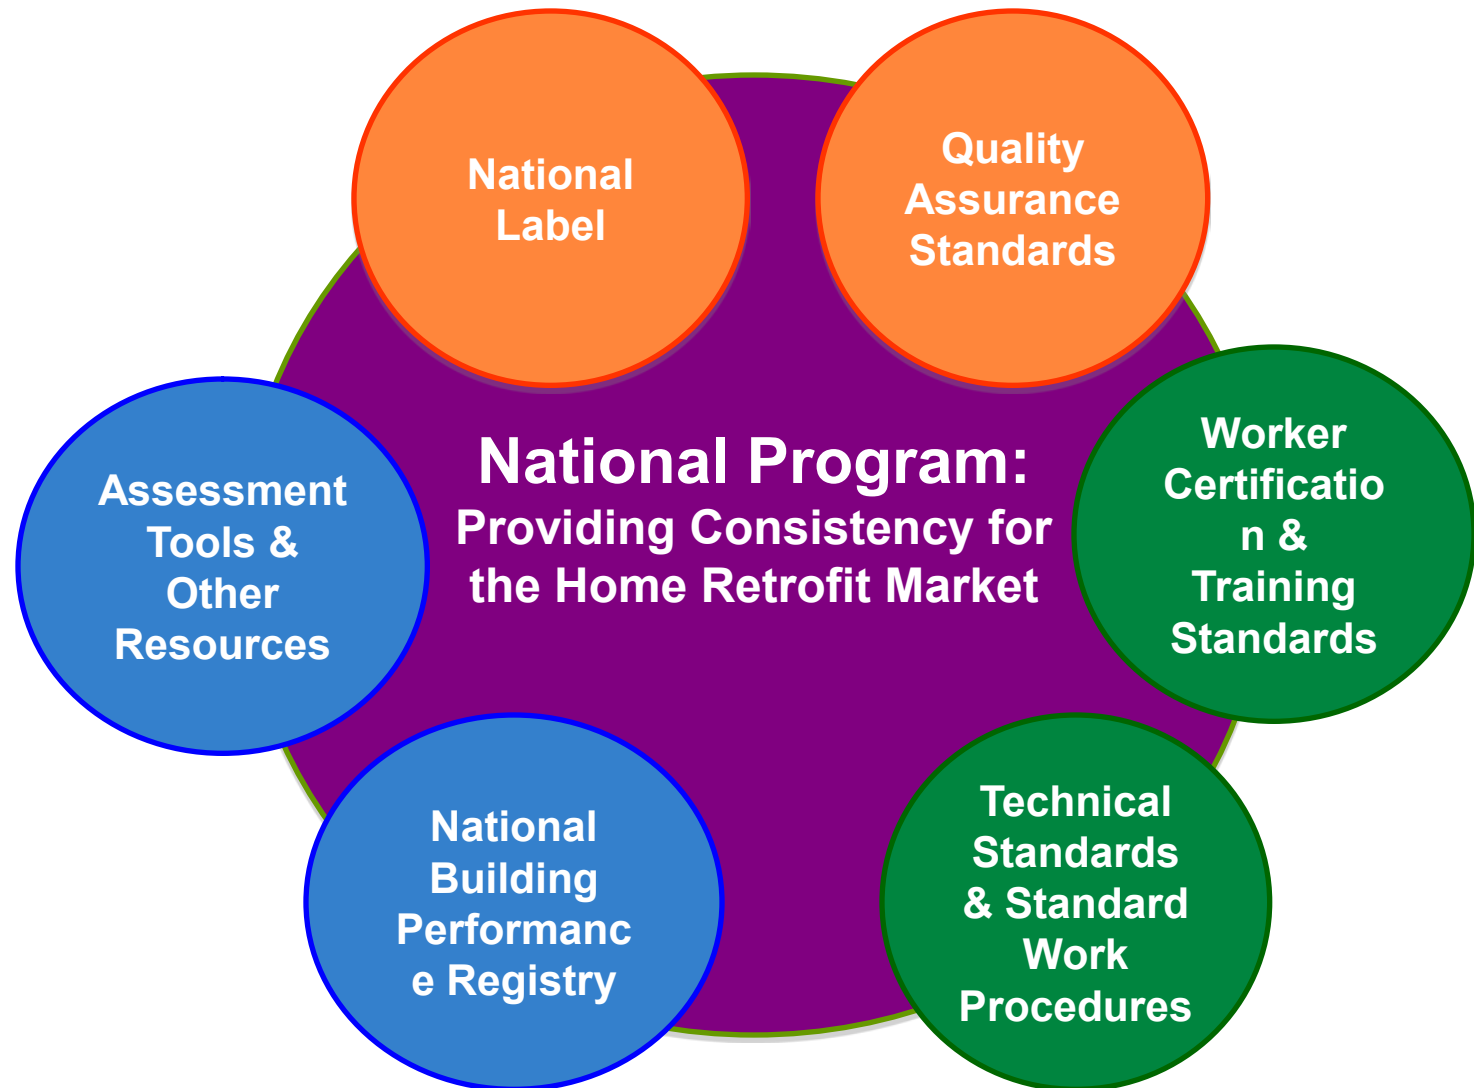 National
Label
Quality
Assurance
Standards
National Program:
Providing Consistency for
the Home Retrofit Market
Assessment
Tools &
Other
Resources
Worker
Certificatio
n &
Training
Standards
National
Building
Performanc
e Registry
Technical
Standards
& Standard
Work
Procedures